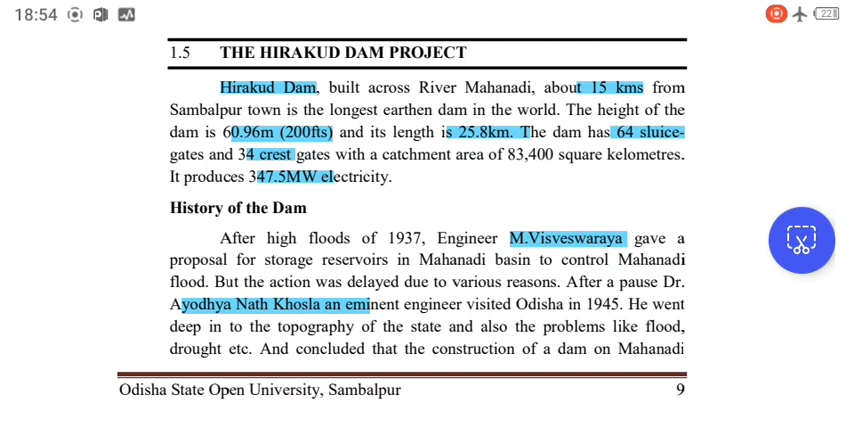 18:54
22
1.5 THE HIRAKUD DAM PROJECT
Hirakud Dam, built across River Mahanadi, about 15 kms from
Sambalpur town is the longest earthen dam in the world. The height of the
dam is 60.96m (200fts) and its length is 25.8km. The dam has 64 sluice-
gates and 34 crest gates with a catchment area of 83,400 square kelometres.
It produces 347.5MW electricity.
History of the Dam
After high floods of 1937, Engineer M.Visveswaraya gave a
proposal for storage reservoirs in Mahanadi basin to control Mahanadi
flood. But the action was delayed due to various reasons. After a pause Dr.
Ayodhya Nath Khosla an eminent engineer visited Odisha in 1945. He went
deep in to the topography of the state and also the problems like flood,
drought etc. And concluded that the construction of a dam on Mahanadi
Odisha State Open University, Sambalpur 9